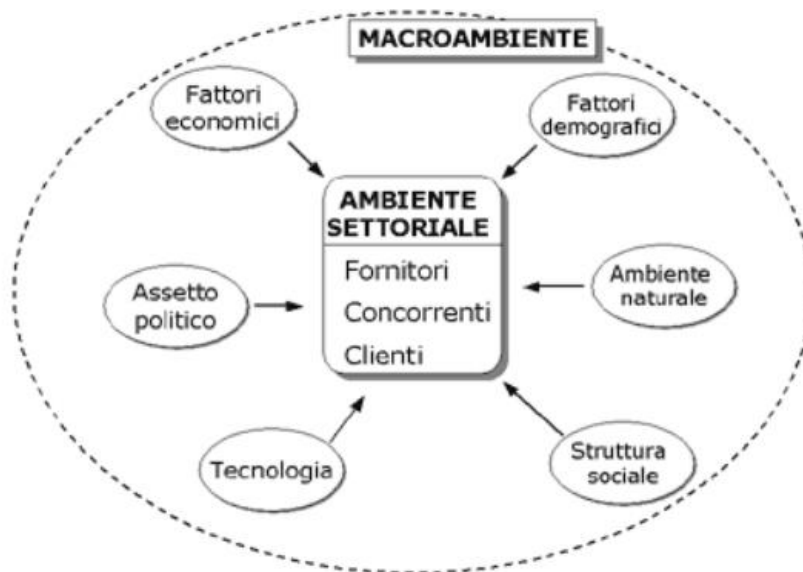 MACROAMBIENTE
Fattori
economici
Fattori
demografici
AMBIENTE
SETTORIALE
Fornitori
Concorrenti
Clienti
Assetto
politico
Ambiente
naturale
Tecnologia
Struttura
sociale